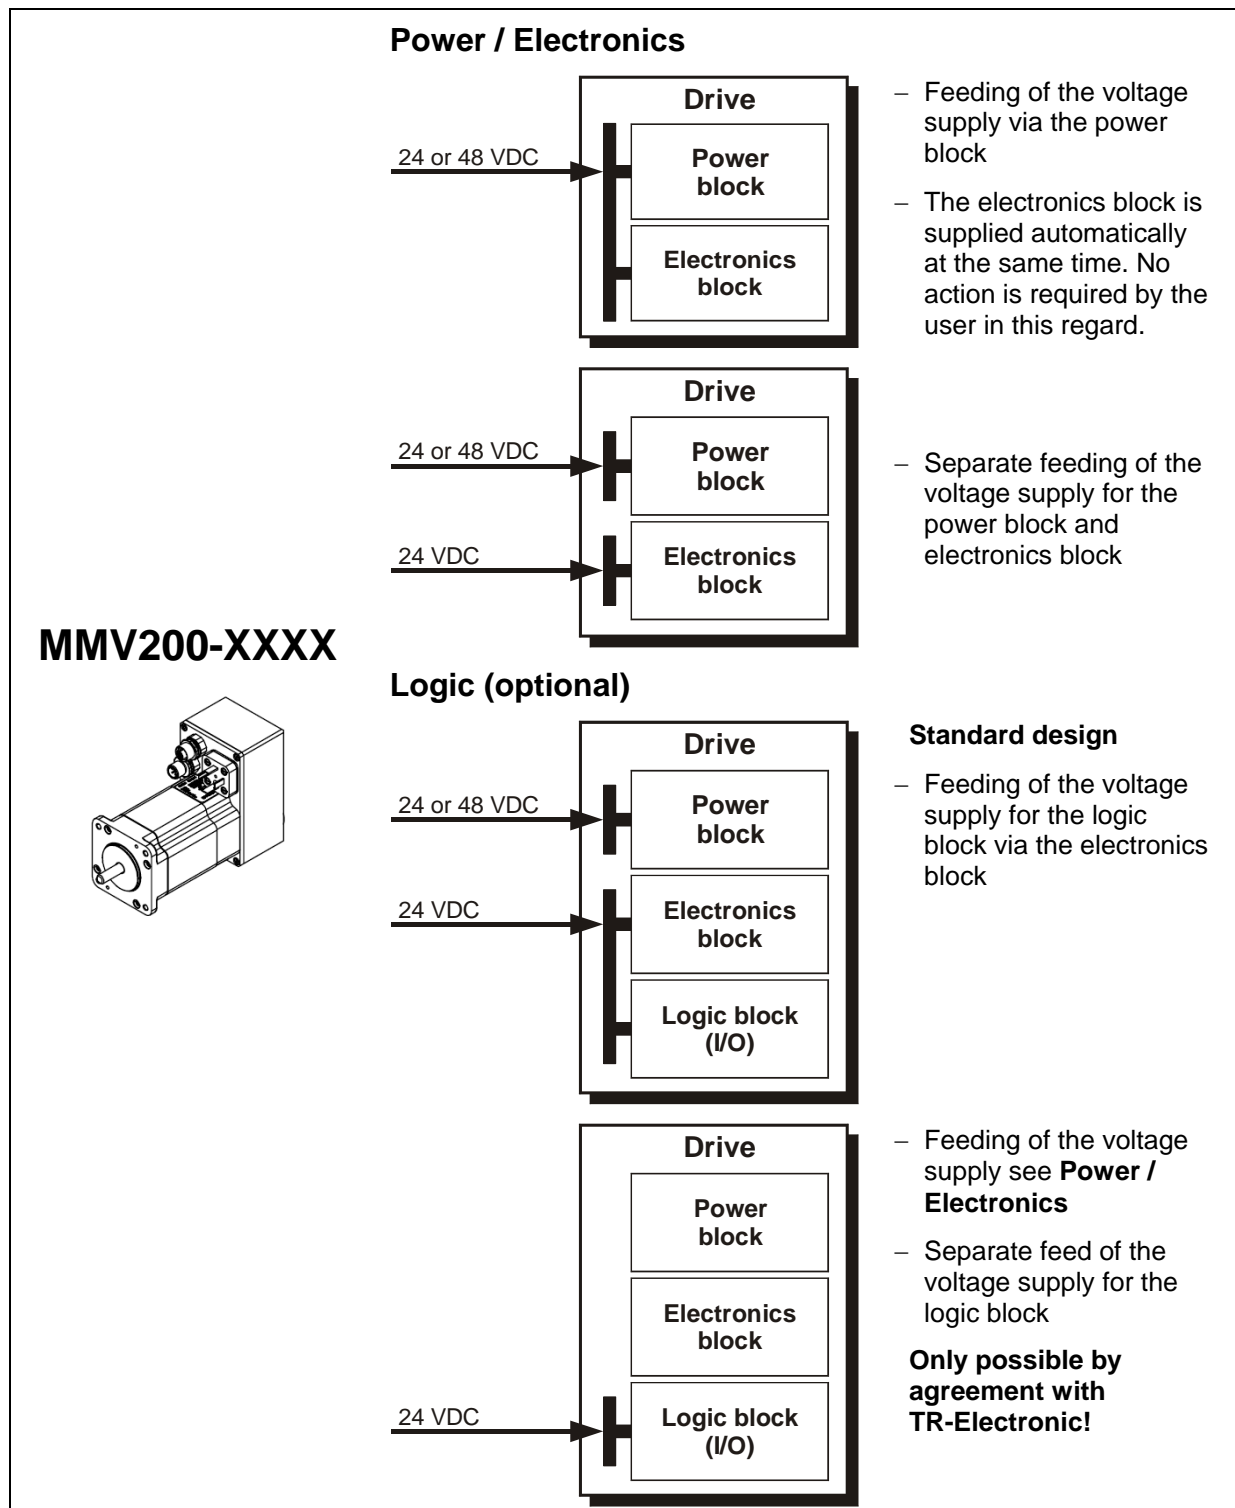 Power / Electronics
Drive
24 or 48 VDC
Power
block
Electronics
block
– Feeding of the voltage
supply via the power
block
– The electronics block is
supplied automatically
at the same time. No
action is required by the
user in this regard.
Drive
24 or 48 VDC
Power
block
24 VDC
Electronics
block
– Separate feeding of the
voltage supply for the
power block and
electronics block
MMV200-XXXX
Logic (optional)
Drive
24 or 48 VDC
Power
block
24 VDC
Electronics
block
Logic block
(I/O)
Standard design
– Feeding of the voltage
supply for the logic
block via the electronics
block
Drive
Power
block
Electronics
block
24 VDC
Logic block
(I/O)
– Feeding of the voltage
supply see Power /
Electronics
– Separate feed of the
voltage supply for the
logic block
Only possible by
agreement with
TR-Electronic!